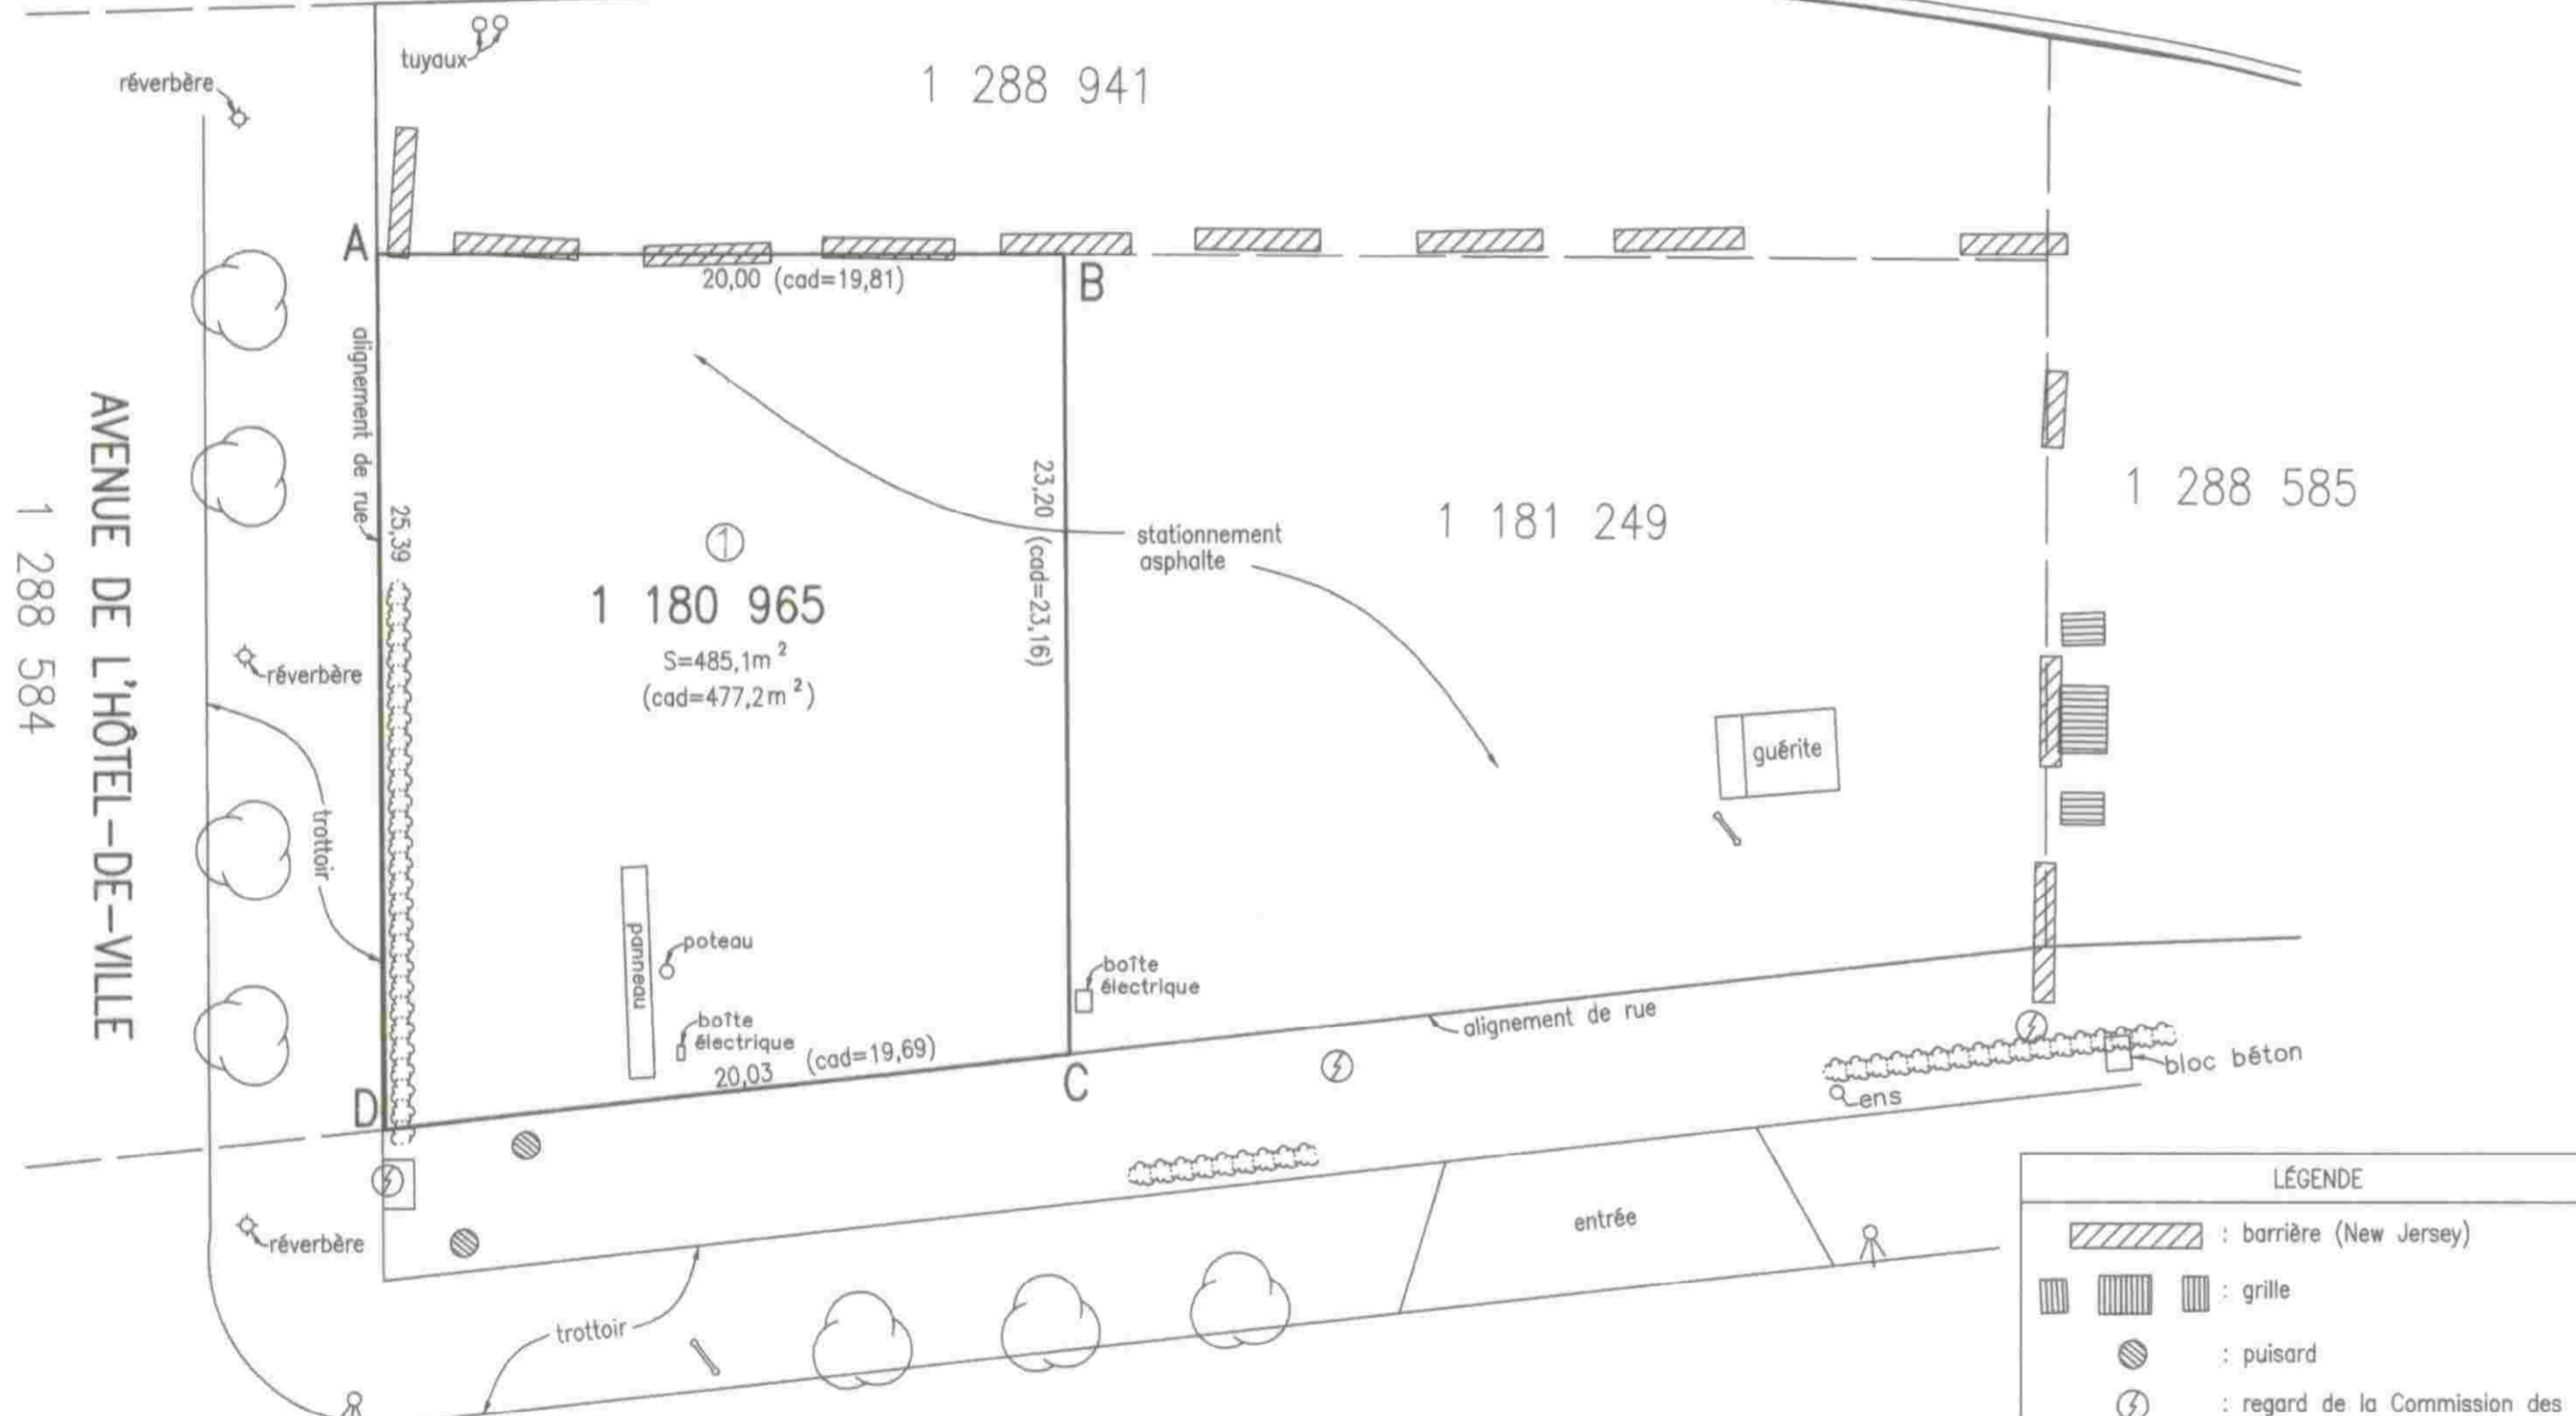 tuyaux
réverbère
1 288 941
A
B
20,00 (cad=19,81)
alignement de rue
25,39
23,20 (cad=23,16)
1 288 585
1 181 249
stationnement
asphalte
1
1 180 965
S=485,1m²
(cad=477,2m²)
AVENUE DE L'HÔTEL-DE-VILLE
1 288 584
réverbère
trottoir
guérite
panneau
poteau
boîte
électrique
boîte
électrique
20,03 (cad=19,69)
alignement de rue
C
D
bloc béton
ens
entrée
réverbère
trottoir
LÉGENDE
: barrière (New Jersey)
: grille
: puisard
: regard de la Commission des